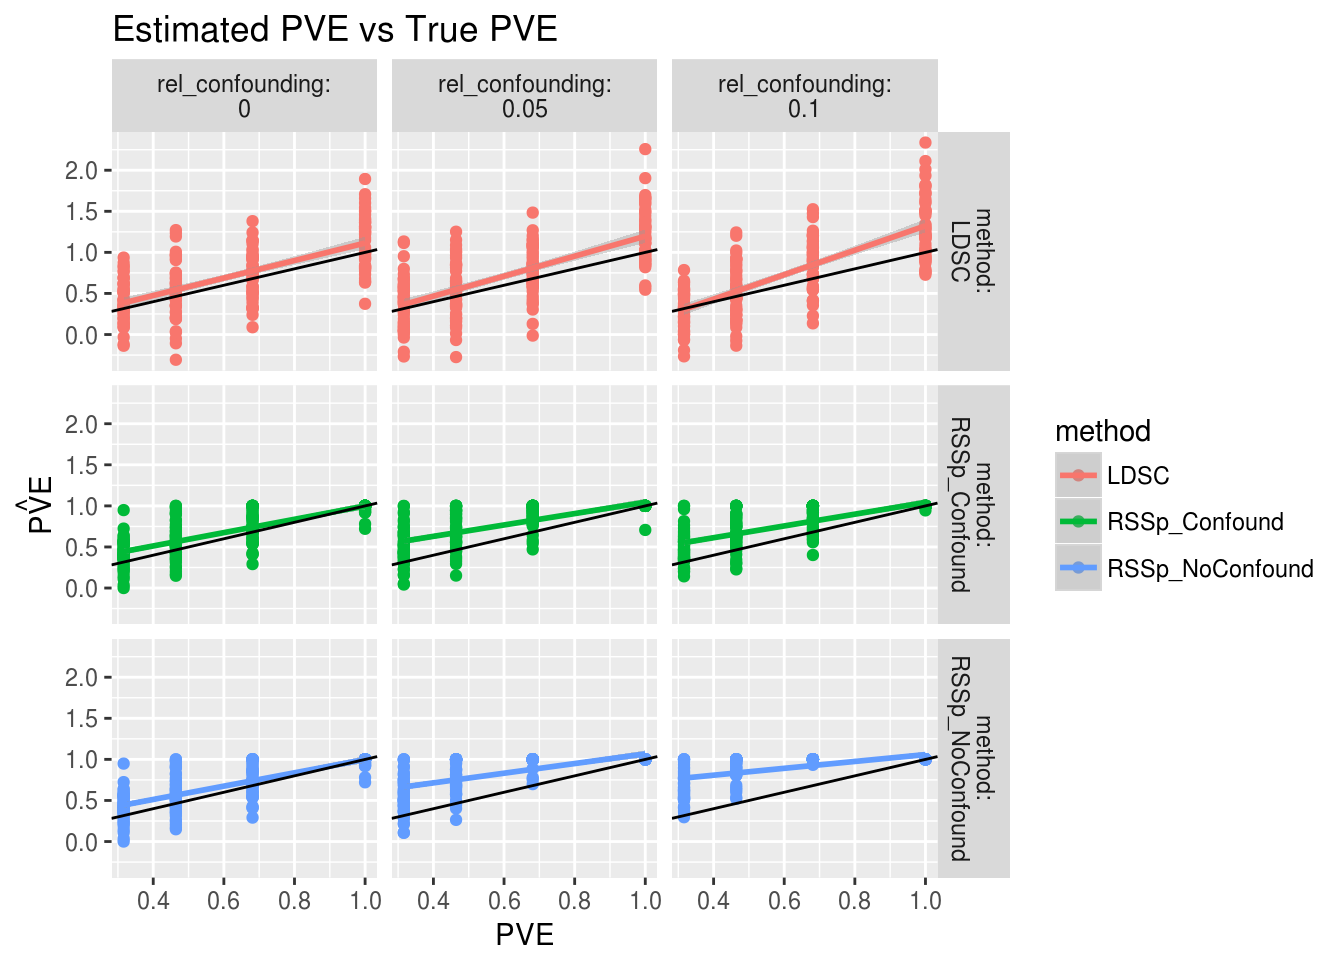 Estimated PVE vs True PVE
rel_confounding:
0
rel_confounding:
0.05
rel_confounding:
0.1
2.0
1.5
1.0
0.5
0.0
method:
LDSC
2.0
1.5
1.0
0.5
0.0
method:
RSSp_Confound
2.0
1.5
1.0
0.5
0.0
method:
RSSp_NoConfound
0.4
0.6
0.8
1.0
0.4
0.6
0.8
1.0
0.4
0.6
0.8
1.0
PVE
PV̂E
method
LDSC
RSSp_Confound
RSSp_NoConfound